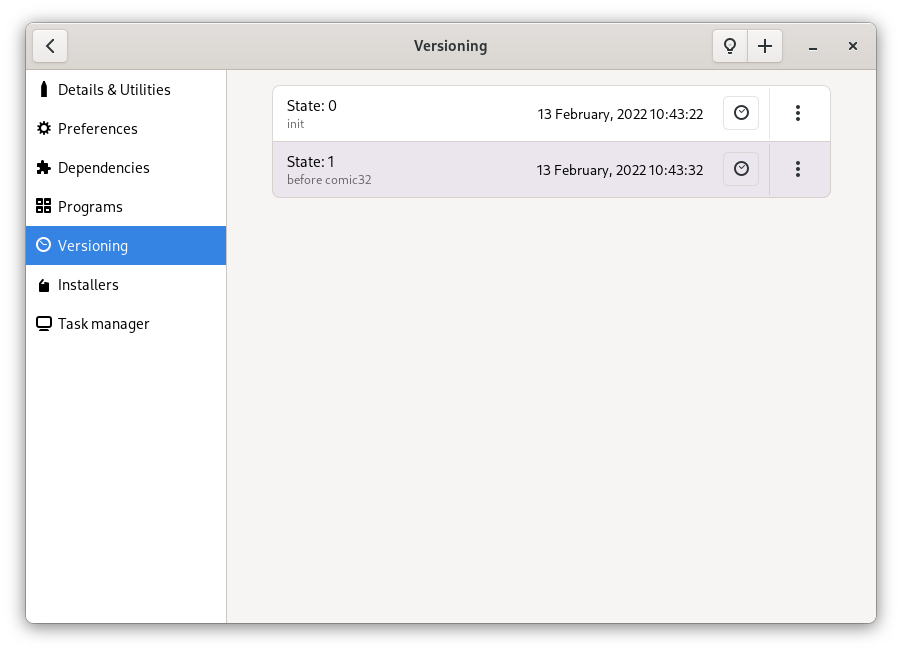 Versioning
Details & Utilities
Preferences
Dependencies
Programs
Versioning
Installers
Task manager
State: 0
init
13 February, 2022 10:43:22
State: 1
before comic32
13 February, 2022 10:43:32